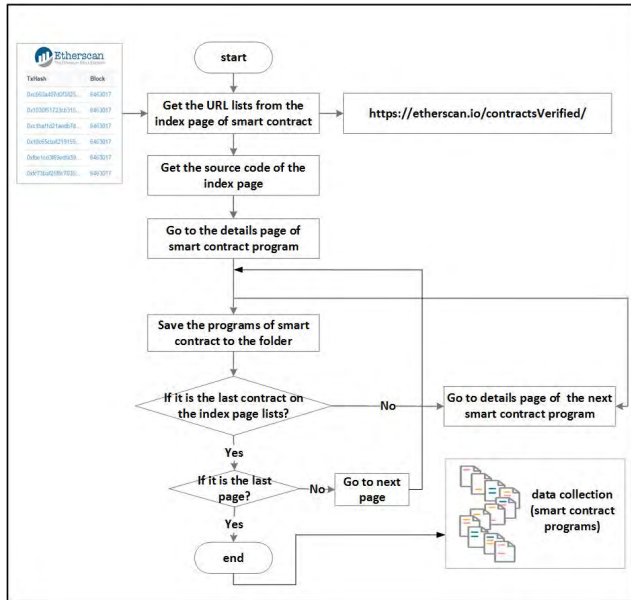 Etherscan
start
TxHash Block
6463017
6463017
6463017
6463017
6463017
6463017
Get the URL lists from the
index page of smart contract
https://etherscan.io/contractsVerified/
Get the source code of the
index page
Go to the details page of
smart contract program
Save the programs of smart
contract to the folder
If it is the last contract on
the index page lists?
No
Go to details page of the next
smart contract program
Yes
If it is the last
page?
No
Go to next
page
data collection
(smart contract
programs)
Yes
end